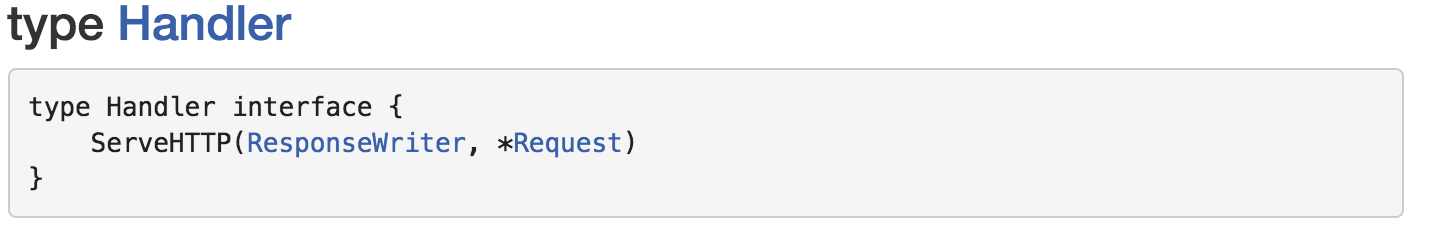 type Handler
type Handler interface {
    ServeHTTP(ResponseWriter, *Request)
}